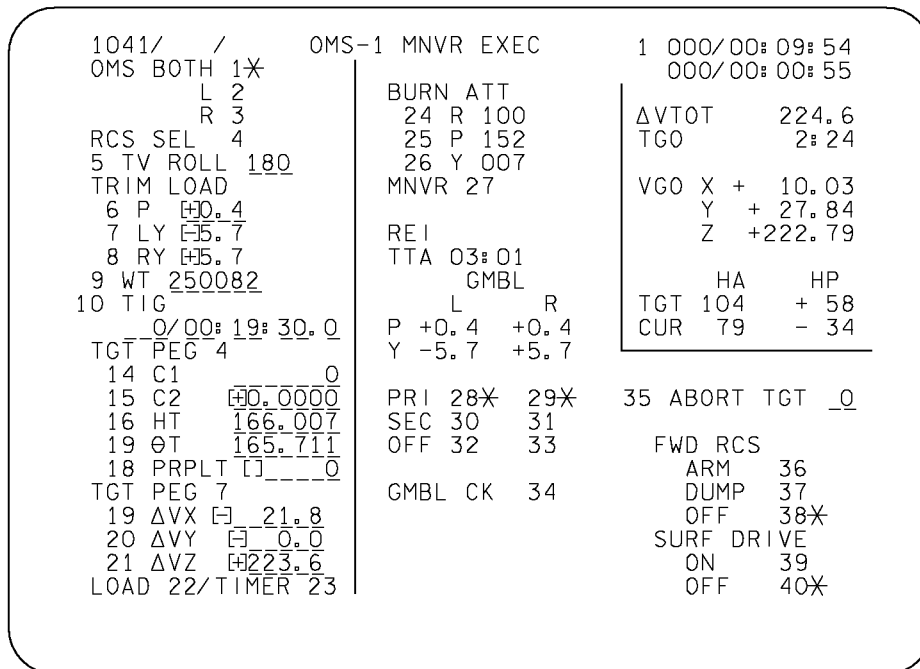 1041/ / OMS-1 MNVR EXEC 1 000/00:09:54
OMS BOTH 1* 000/00:00:55
L 2 BURN ATT
R 3 24 R 100 ΔVTOT 224.6
RCS SEL 4 25 P 152 TGO 2:24
5 TV ROLL 180 26 Y 007
TRIM LOAD MNVR 27 VGO X + 10.03
6 P [+]0.4 Y + 27.84
7 LY [-]5.7 REI Z +222.79
8 RY [+]5.7 TTA 03:01
9 WT 250082 GMBL HA HP
10 TIG L R TGT 104 + 58
__0/00:19:30.0 P +0.4 +0.4 CUR 79 - 34
TGT PEG 4 Y -5.7 +5.7
14 C1 _____0
15 C2 [+]0.0000 PRI 28* 29* 35 ABORT TGT _0
16 HT 166.007 SEC 30 31
19 θT 165.711 OFF 32 33 FWD RCS
18 PRPLT [] ____0 ARM 36
TGT PEG 7 GMBL CK 34 DUMP 37
19 ΔVX [-]__21.8 OFF 38*
20 ΔVY [-]__0.0 SURF DRIVE
21 ΔVZ [+]223.6 ON 39
LOAD 22/TIMER 23 OFF 40*